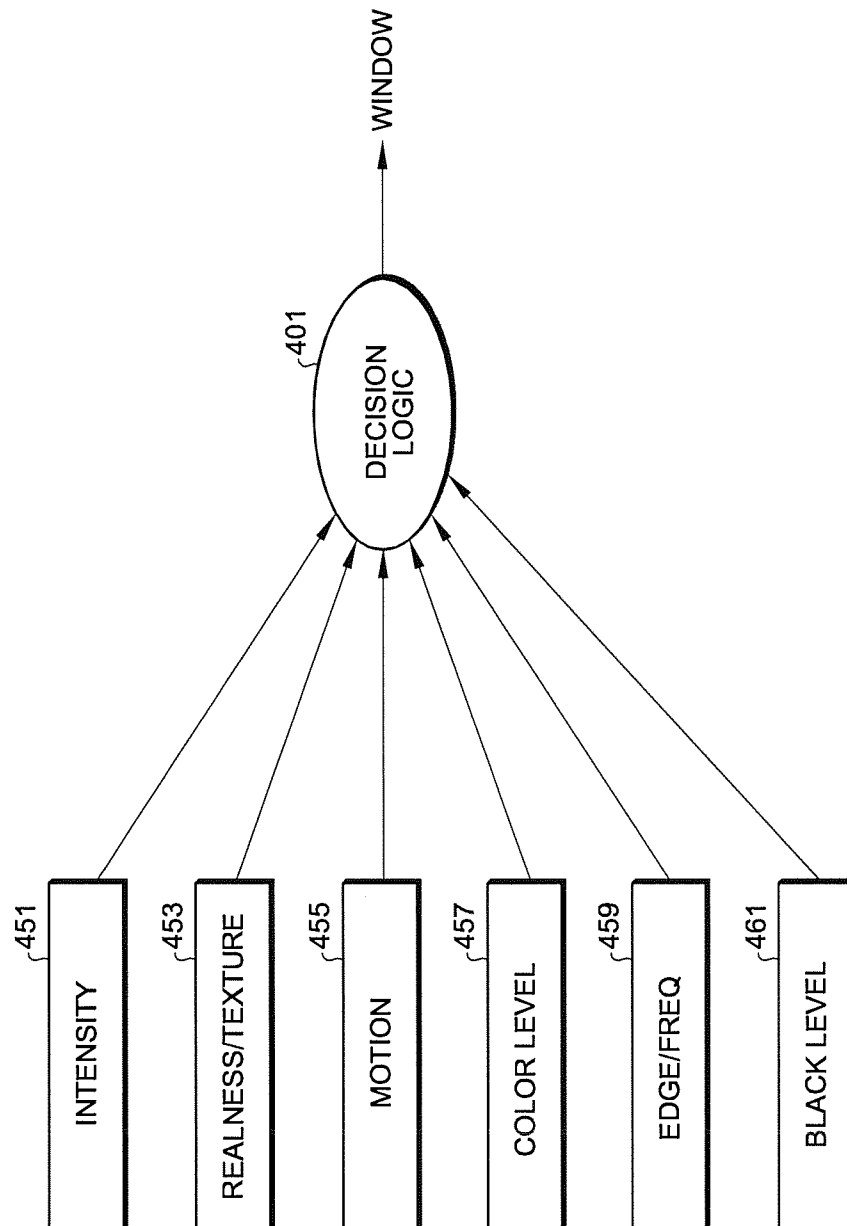 451
INTENSITY
453
REALNESS/TEXTURE
455
MOTION
457
COLOR LEVEL
459
EDGE/FREQ
461
BLACK LEVEL
401
DECISION
LOGIC
WINDOW